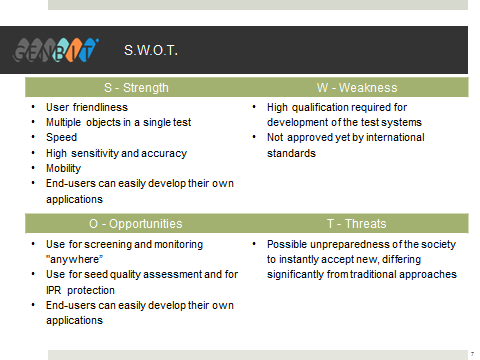 GENBIT
S.W.O.T.
S - Strength
W - Weakness
• User friendliness
• Multiple objects in a single test
• Speed
• High sensitivity and accuracy
• Mobility
• End-users can easily develop their own
applications
• High qualification required for
development of the test systems
• Not approved yet by international
standards
O - Opportunities
T - Threats
• Use for screening and monitoring
"anywhere"
• Use for seed quality assessment and for
IPR protection
• End-users can easily develop their own
applications
• Possible unpreparedness of the society
to instantly accept new, differing
significantly from traditional approaches
7